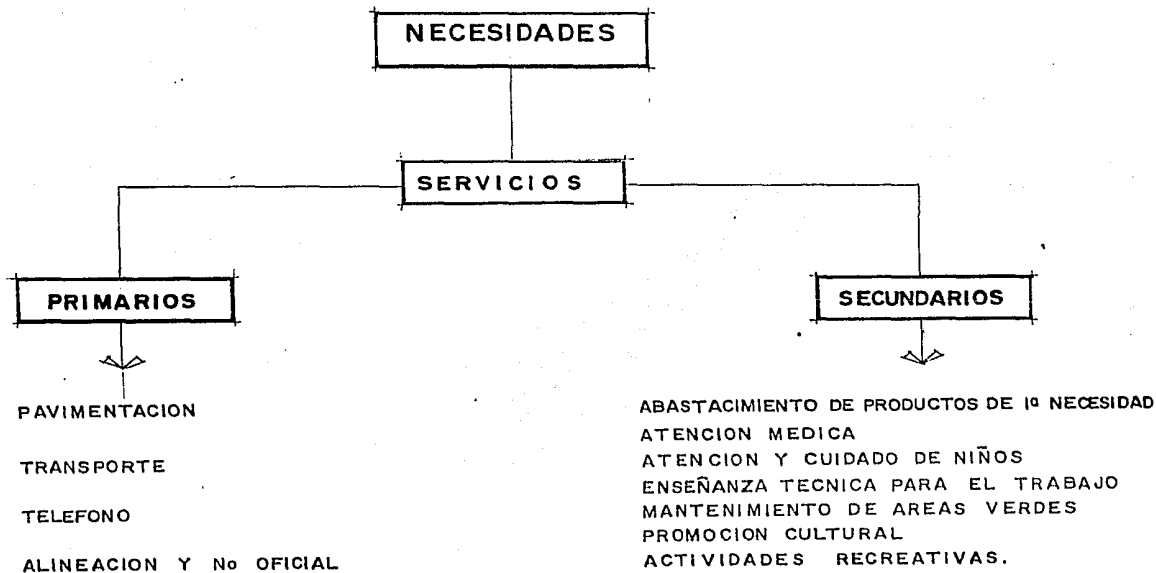 NECESIDADES
SERVICIOS
PRIMARIOS
PAVIMENTACION
TRANSPORTE
TELEFONO
ALINEACION Y No OFICIAL
SECUNDARIOS
ABASTACIMIENTO DE PRODUCTOS DE 1ª NECESIDAD
ATENCION MEDICA
ATENCION Y CUIDADO DE NIÑOS
ENSEÑANZA TECNICA PARA EL TRABAJO
MANTENIMIENTO DE AREAS VERDES
PROMOCION CULTURAL
ACTIVIDADES RECREATIVAS.